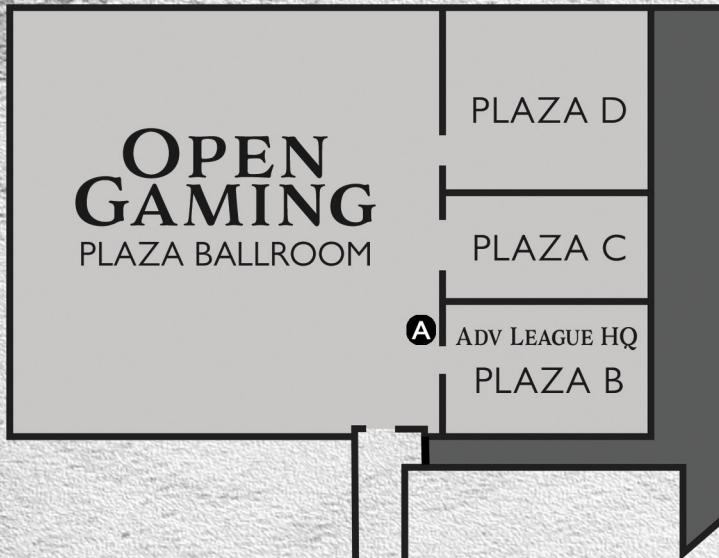 OPEN
GAMING
PLAZA BALLROOM
PLAZA D
PLAZA C
A
ADV LEAGUE HQ
PLAZA B